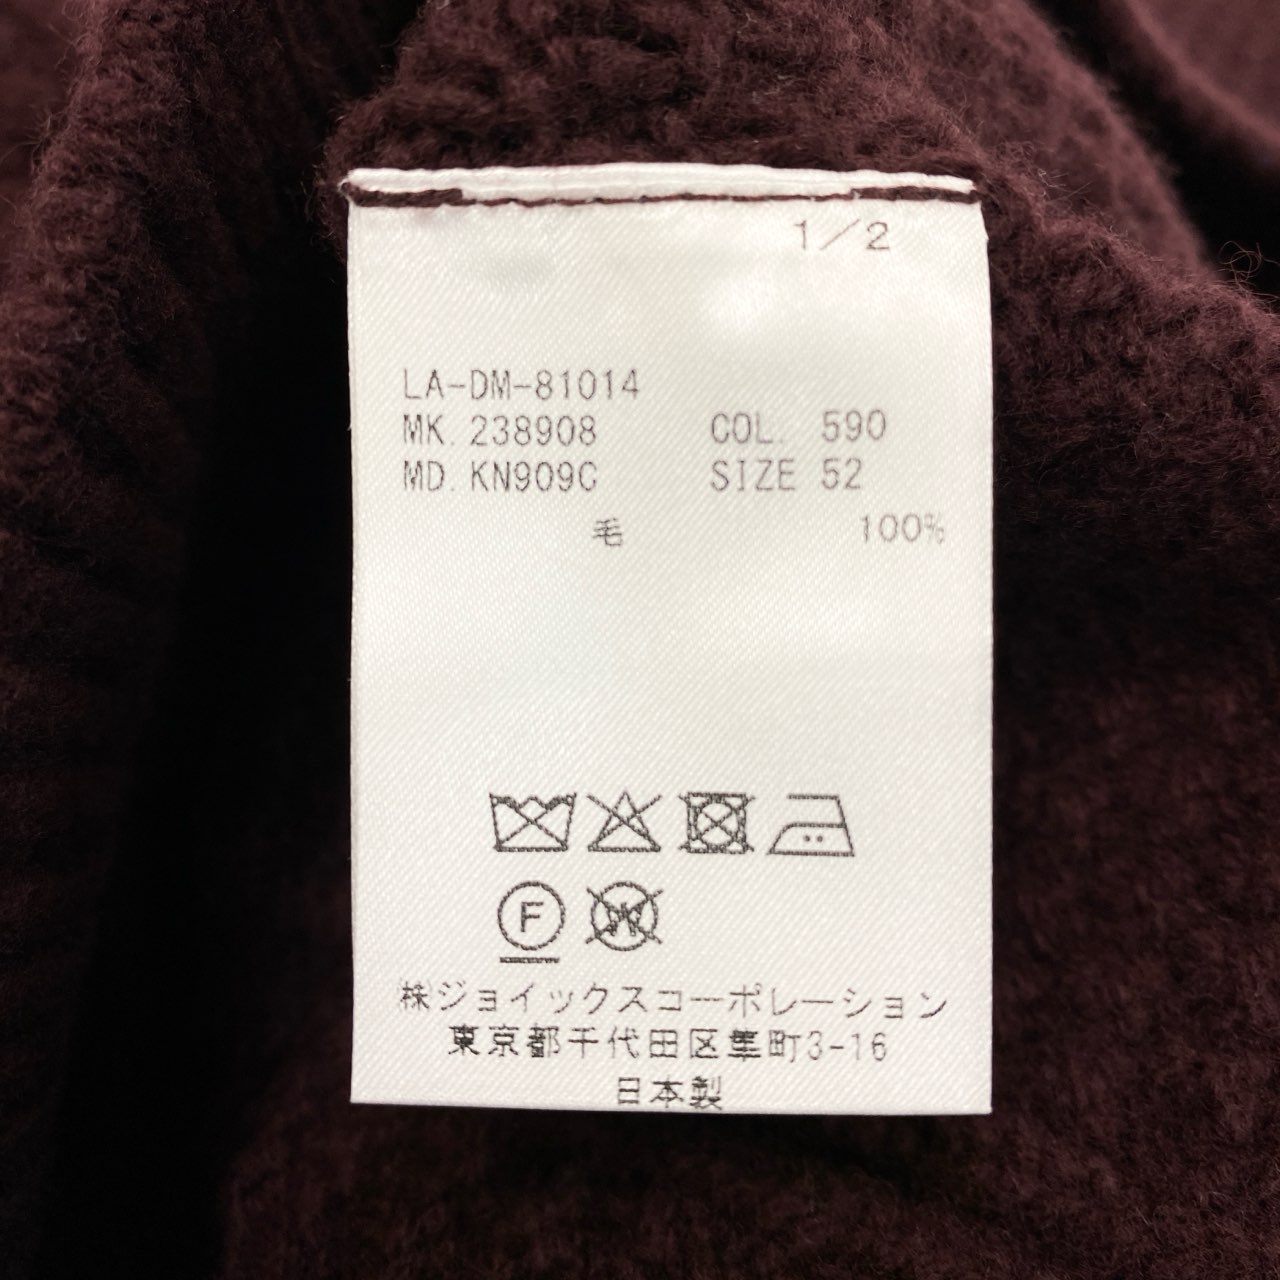 1/2
LA-DM-81014
MK. 238908 COL. 590
MD. KN909C SIZE 52
毛 100%
F
W
㈱ジョイックスコーポレーション
東京都千代田区隼町3-16
日本製